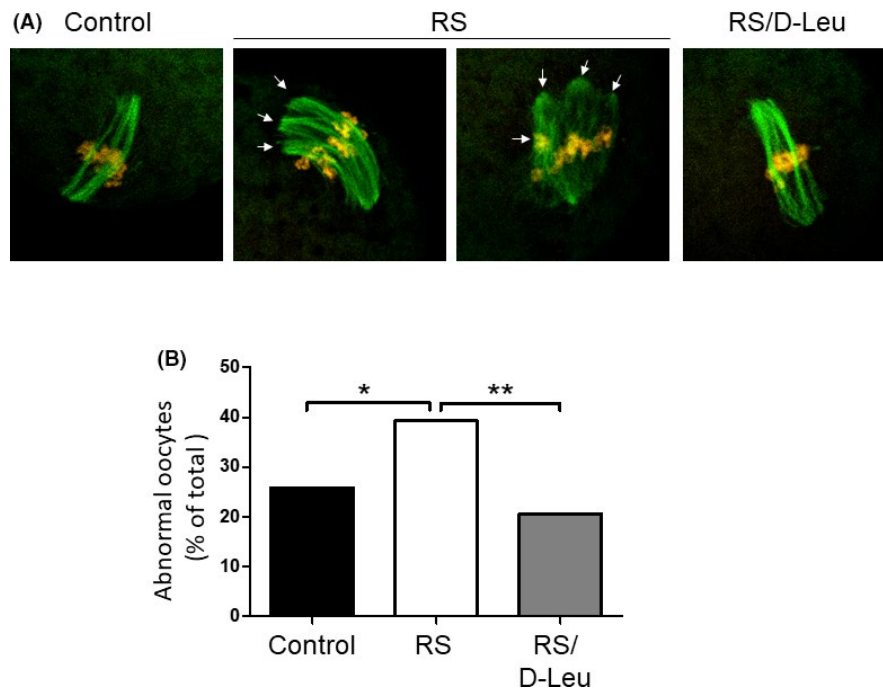 (A) Control RS RS/D-Leu
(B)
50
40
30
20
10
0
Abnormal oocytes
(% of total )
* **
Control RS RS/
D-Leu